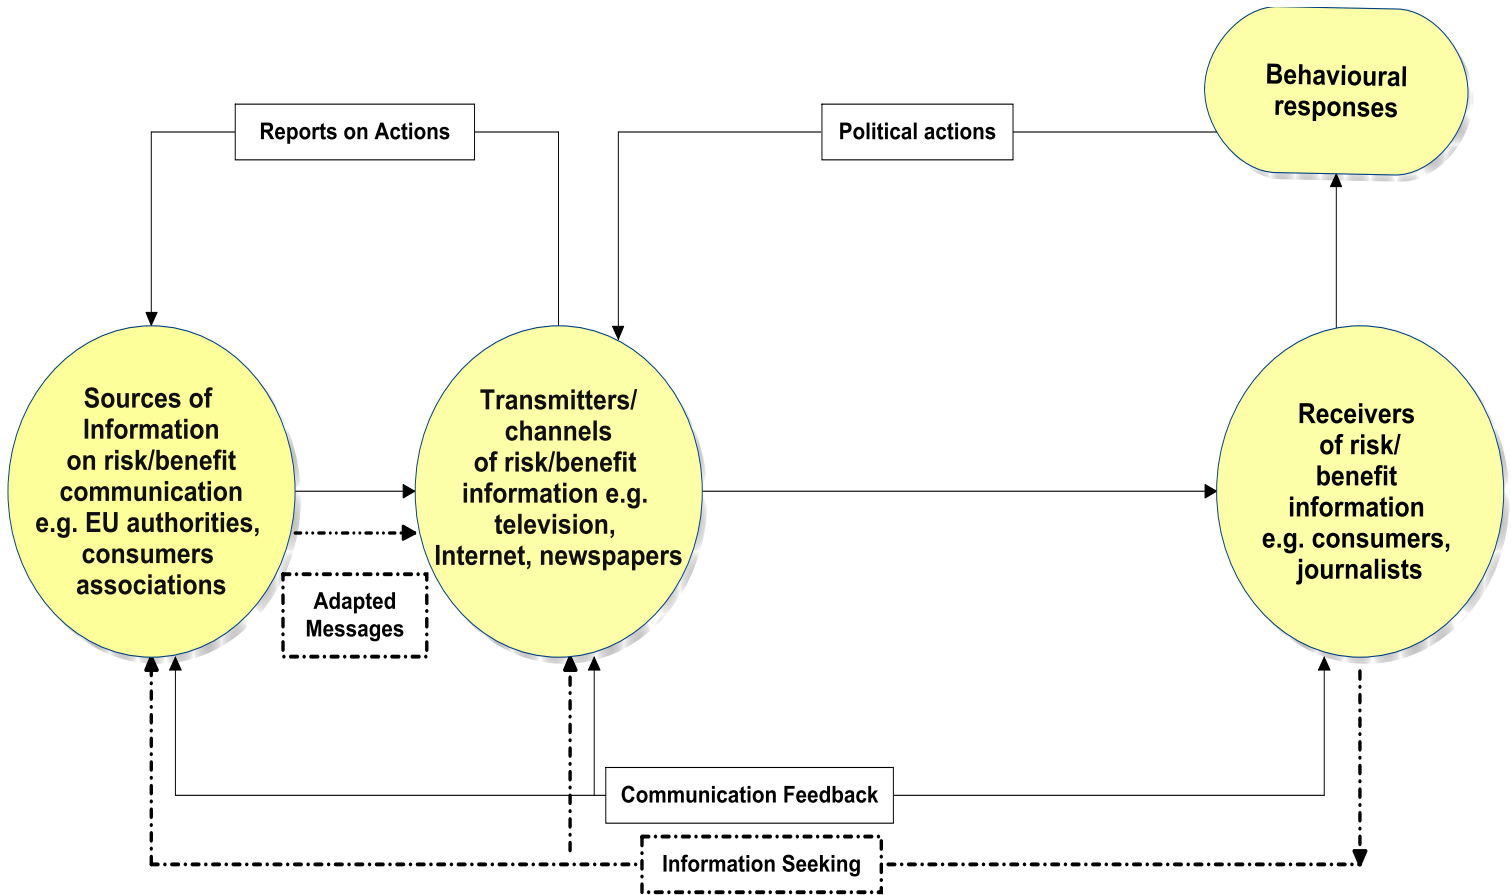 Behavioural
responses
Reports on Actions
Political actions
Sources of
Information
on risk/benefit
communication
e.g. EU authorities,
consumers
associations
Transmitters/
channels
of risk/benefit
information e.g.
television,
Internet, newspapers
Receivers
of risk/
benefit
information
e.g. consumers,
journalists
Adapted
Messages
Communication Feedback
Information Seeking